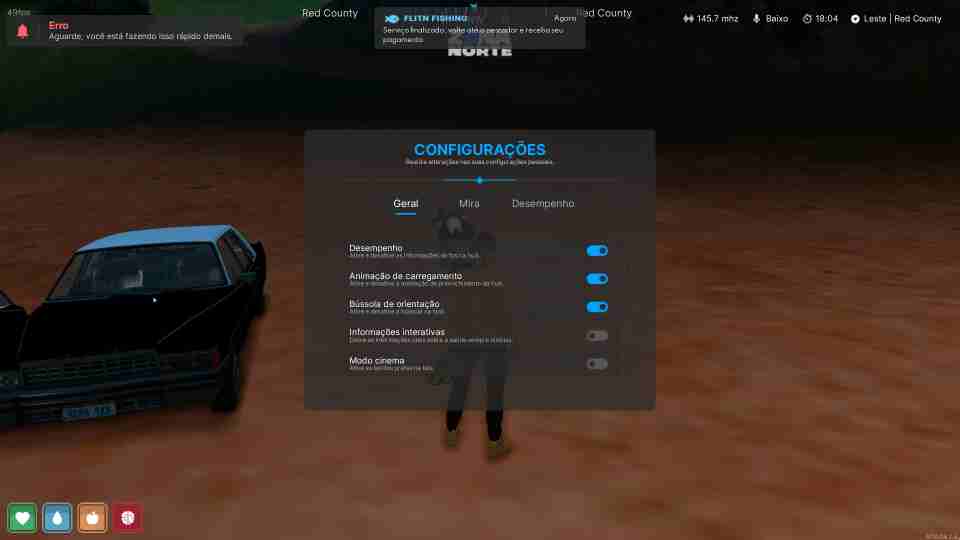 49fps
Erro
Aguarde, você está fazendo isso rápido demais.
Red County
FLITN FISHING
Agora
Serviço finalizado, volte até o pescador e receba seu
pagamento.
Red County
NORTE
145.7 mhz
Baixo
18:04
Leste | Red County
CONFIGURAÇÕES
Realize alterações nas suas configurações pessoais.
Geral
Mira
Desempenho
Desempenho
Ative e desative as informações de fps na hud.
Animação de carregamento
Ative e desative a animação de preenchimento da hud.
Bússola de orientação
Ative e desative a bússola na hud.
Informações interativas
Modo cinema